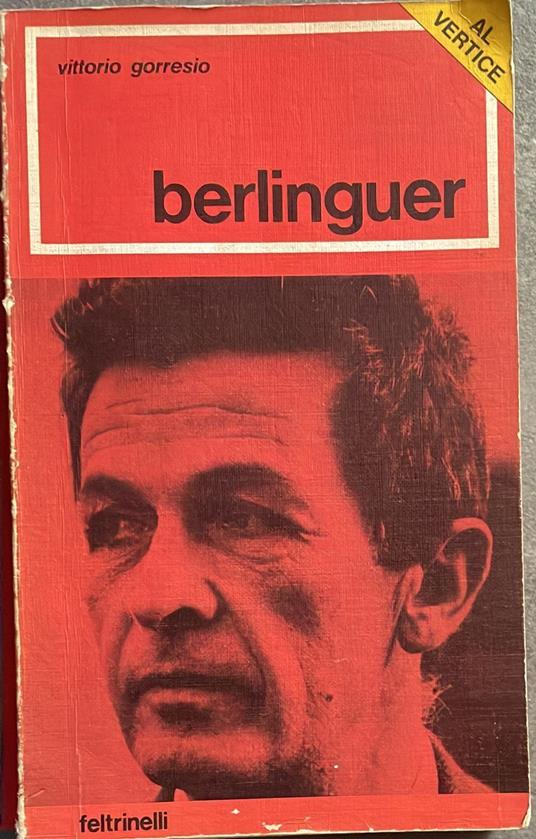 AL
VERTICE
vittorio gorresio
berlinguer
feltrinelli